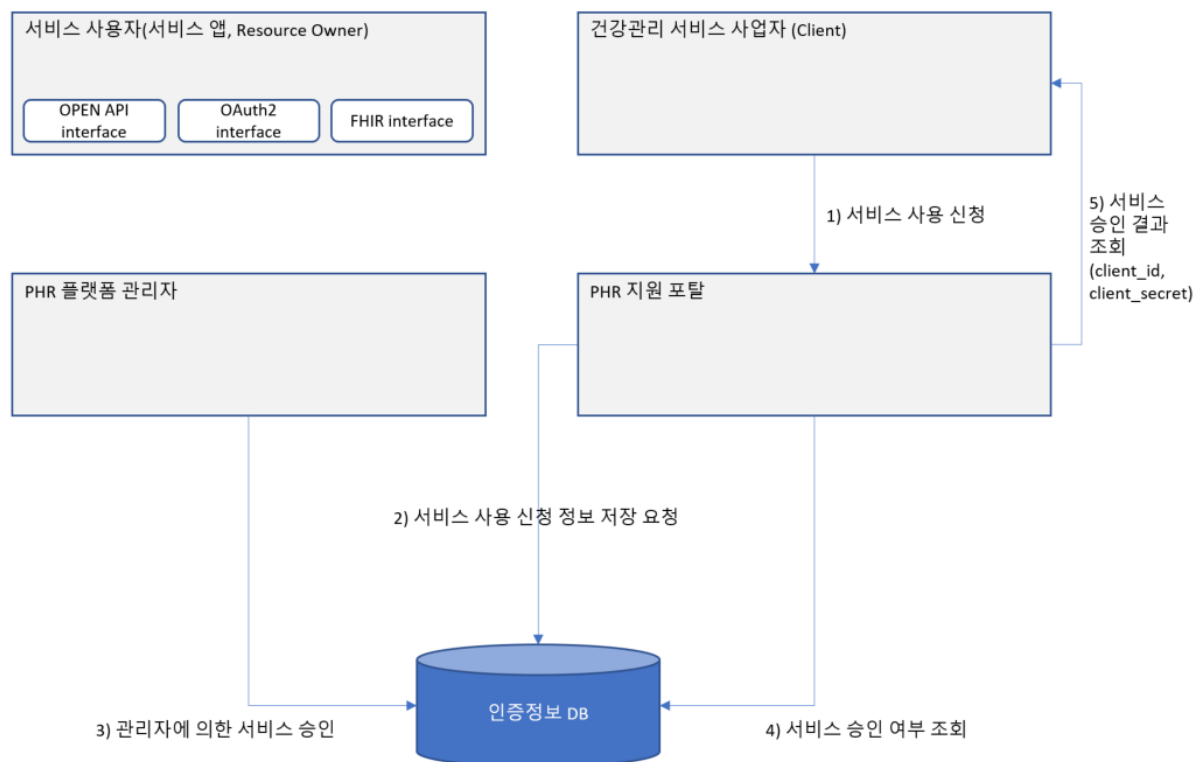 서비스 사용자(서비스 앱, Resource Owner)
OPEN API
interface
OAuth2
interface
FHIR interface
건강관리 서비스 사업자 (Client)
1) 서비스 사용 신청
5) 서비스
승인 결과
조회
(client_id,
client_secret)
PHR 플랫폼 관리자
PHR 지원 포탈
2) 서비스 사용 신청 정보 저장 요청
인증정보 DB
3) 관리자에 의한 서비스 승인
4) 서비스 승인 여부 조회